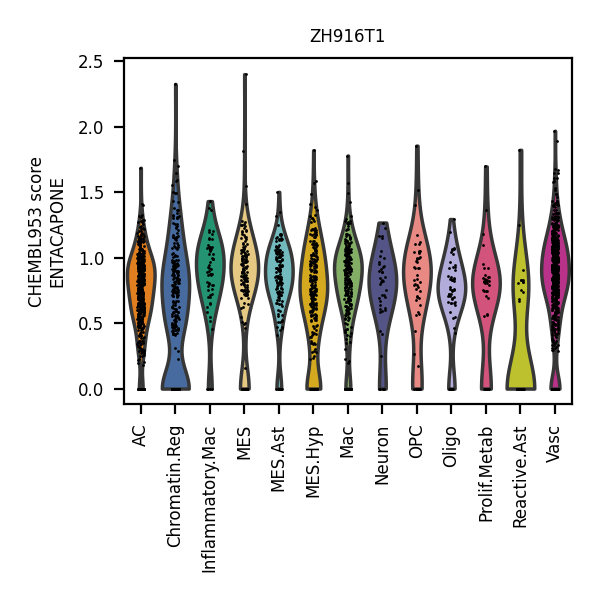 ZH916T1
CHEMBL953 score
ENTACAPONE
2.5
2.0
1.5
1.0
0.5
0.0
AC
Chromatin.Reg
Inflammatory.Mac
MES
MES.Ast
MES.Hyp
Mac
Neuron
OPC
Oligo
Prolif.Metab
Reactive.Ast
Vasc